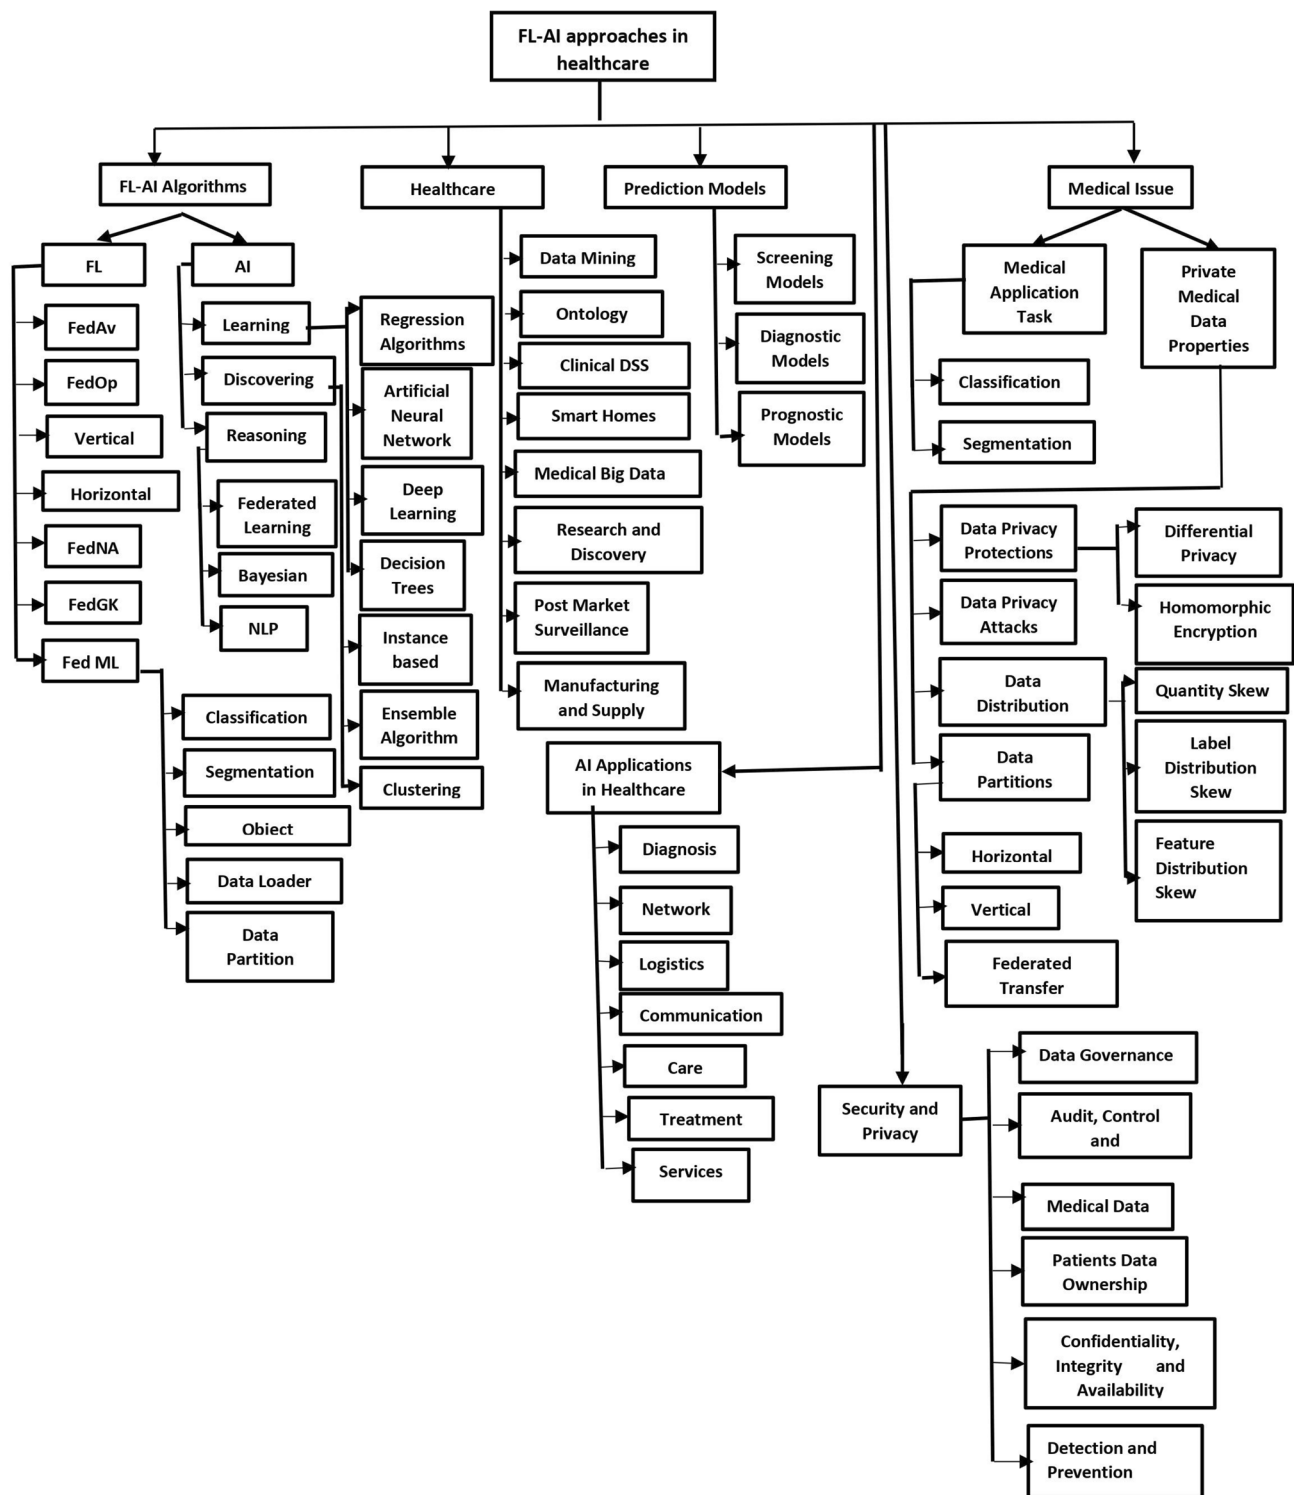 FL-AI approaches in
healthcare
FL-AI Algorithms
Healthcare
Prediction Models
Medical Issue
FL
AI
FedAv
FedOp
Vertical
Horizontal
FedNA
FedGK
Fed ML
Learning
Discovering
Reasoning
Federated
Learning
Bayesian
NLP
Classification
Segmentation
Obiect
Data Loader
Data
Partition
Regression
Algorithms
Artificial
Neural
Network
Deep
Learning
Decision
Trees
Instance
based
Ensemble
Algorithm
Clustering
Data Mining
Ontology
Clinical DSS
Smart Homes
Medical Big Data
Research and
Discovery
Post Market
Surveillance
Manufacturing
and Supply
AI Applications
in Healthcare
Diagnosis
Network
Logistics
Communication
Care
Treatment
Services
Screening
Models
Diagnostic
Models
Prognostic
Models
Medical
Application
Task
Classification
Segmentation
Private
Medical
Data
Properties
Data Privacy
Protections
Data Privacy
Attacks
Data
Distribution
Data
Partitions
Horizontal
Vertical
Federated
Transfer
Differential
Privacy
Homomorphic
Encryption
Quantity Skew
Label
Distribution
Skew
Feature
Distribution
Skew
Security and
Privacy
Data Governance
Audit, Control
and
Medical Data
Patients Data
Ownership
Confidentiality,
Integrity and
Availability
Detection and
Prevention